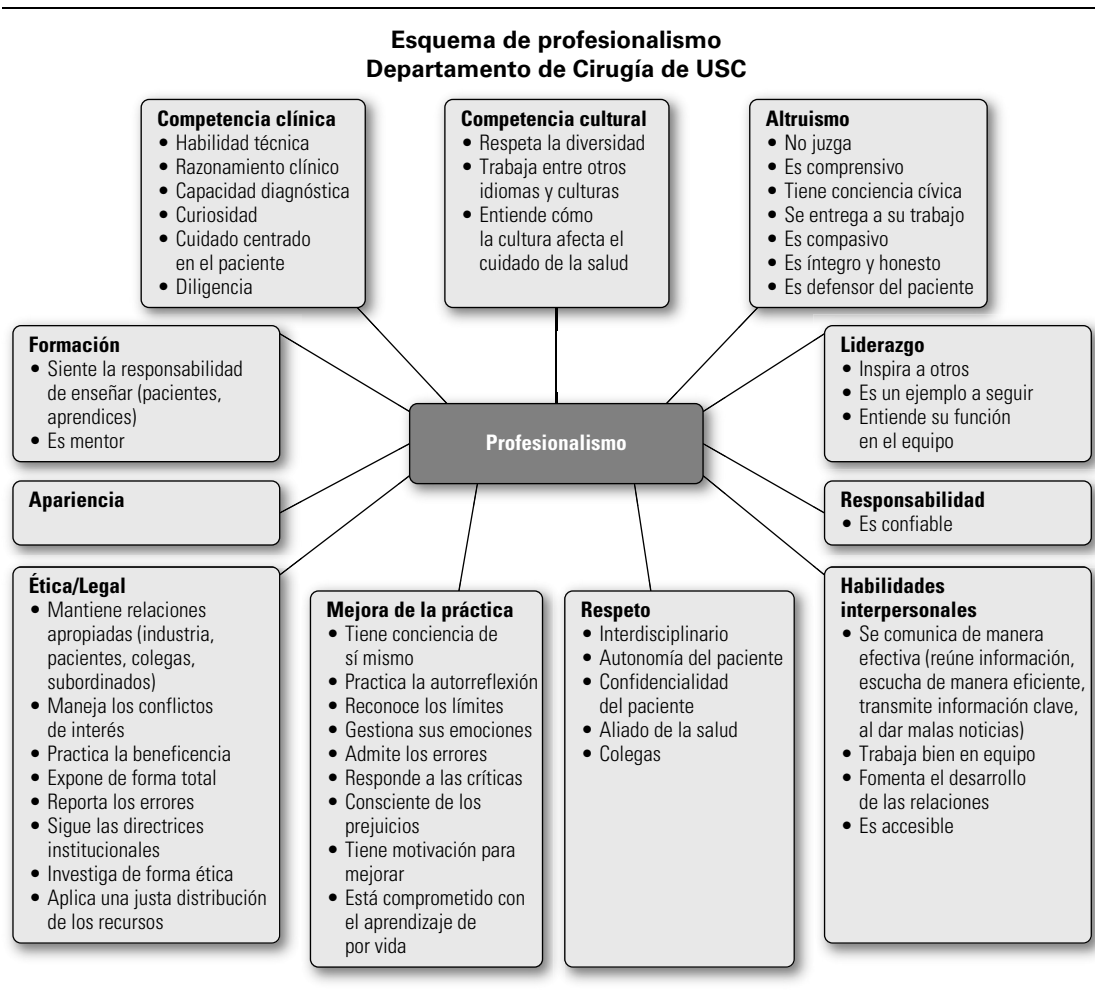 Esquema de profesionalismo
Departamento de Cirugía de USC
Competencia clínica
• Habilidad técnica
• Razonamiento clínico
• Capacidad diagnóstica
• Curiosidad
• Cuidado centrado
en el paciente
• Diligencia
Competencia cultural
• Respeta la diversidad
• Trabaja entre otros
idiomas y culturas
• Entiende cómo
la cultura afecta el
cuidado de la salud
Altruismo
• No juzga
• Es comprensivo
• Tiene conciencia cívica
• Se entrega a su trabajo
• Es compasivo
• Es íntegro y honesto
• Es defensor del paciente
Formación
• Siente la responsabilidad
de enseñar (pacientes,
aprendices)
• Es mentor
Profesionalismo
Liderazgo
• Inspira a otros
• Es un ejemplo a seguir
• Entiende su función
en el equipo
Apariencia
Responsabilidad
• Es confiable
Ética/Legal
• Mantiene relaciones
apropiadas (industria,
pacientes, colegas,
subordinados)
• Maneja los conflictos
de interés
• Practica la beneficencia
• Expone de forma total
• Reporta los errores
• Sigue las directrices
institucionales
• Investiga de forma ética
• Aplica una justa distribución
de los recursos
Mejora de la práctica
• Tiene conciencia de
sí mismo
• Practica la autorreflexión
• Reconoce los límites
• Gestiona sus emociones
• Admite los errores
• Responde a las críticas
• Consciente de los
prejuicios
• Tiene motivación para
mejorar
• Está comprometido con
el aprendizaje de
por vida
Respeto
• Interdisciplinario
• Autonomía del paciente
• Confidencialidad
del paciente
• Aliado de la salud
• Colegas
Habilidades
interpersonales
• Se comunica de manera
efectiva (reúne información,
escucha de manera eficiente,
transmite información clave,
al dar malas noticias)
• Trabaja bien en equipo
• Fomenta el desarrollo
de las relaciones
• Es accesible